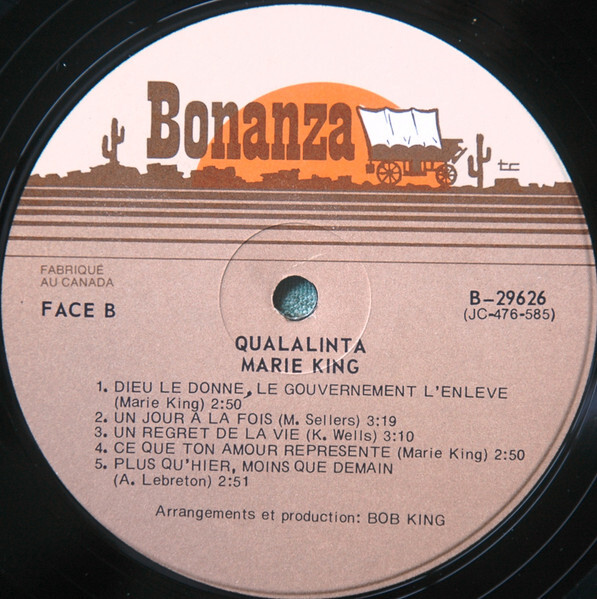 Bonanza
tc
FABRIQUÉ
AU CANADA
FACE B
B-29626
(JC-476-585)
QUALALINTA
MARIE KING
1. DIEU LE DONNE, LE GOUVERNEMENT L'ENLEVE
(Marie King) 2:50
2. UN JOUR À LA FOIS (M. Sellers) 3:19
3. UN REGRET DE LA VIE (K. Wells) 3:10
4. CE QUE TON AMOUR REPRESENTE (Marie King) 2:50
5. PLUS QU'HIER, MOINS QUE DEMAIN
(A. Lebreton) 2:51
Arrangements et production: BOB KING